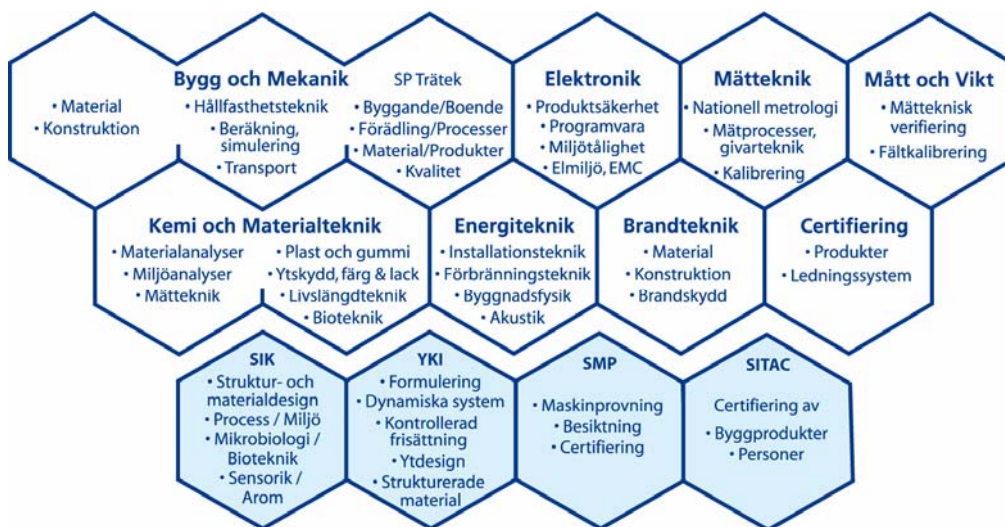 Bygg och Mekanik
• Material
• Konstruktion
• Hållfasthetsteknik
• Beräkning,
simulering
• Transport
SP Trätek
• Byggande/Boende
• Förädling/Processer
• Material/Produkter
• Kvalitet
Elektronik
• Produktsäkerhet
• Programvara
• Miljötålighet
• Elmiljö, EMC
Mätteknik
• Nationell metrologi
• Mätprocesser,
givarteknik
• Kalibrering
Mått och Vikt
• Mätteknisk
verifiering
• Fältkalibrering
Kemi och Materialteknik
• Materialanalyser
• Miljöanalyser
• Mätteknik
• Plast och gummi
• Ytskydd, färg & lack
• Livslängdteknik
• Bioteknik
Energiteknik
• Installationsteknik
• Förbränningsteknik
• Byggnadsfysik
• Akustik
Brandteknik
• Material
• Konstruktion
• Brandskydd
Certifiering
• Produkter
• Ledningssystem
SIK
• Struktur- och
materialdesign
• Process / Miljö
• Mikrobiologi /
Bioteknik
• Sensorik /
Arom
YKI
• Formulering
• Dynamiska system
• Kontrollerad
frisättning
• Ytdesign
• Strukturerade
material
SMP
• Maskinprovning
• Besiktning
• Certifiering
SITAC
Certifiering av
• Byggprodukter
• Personer